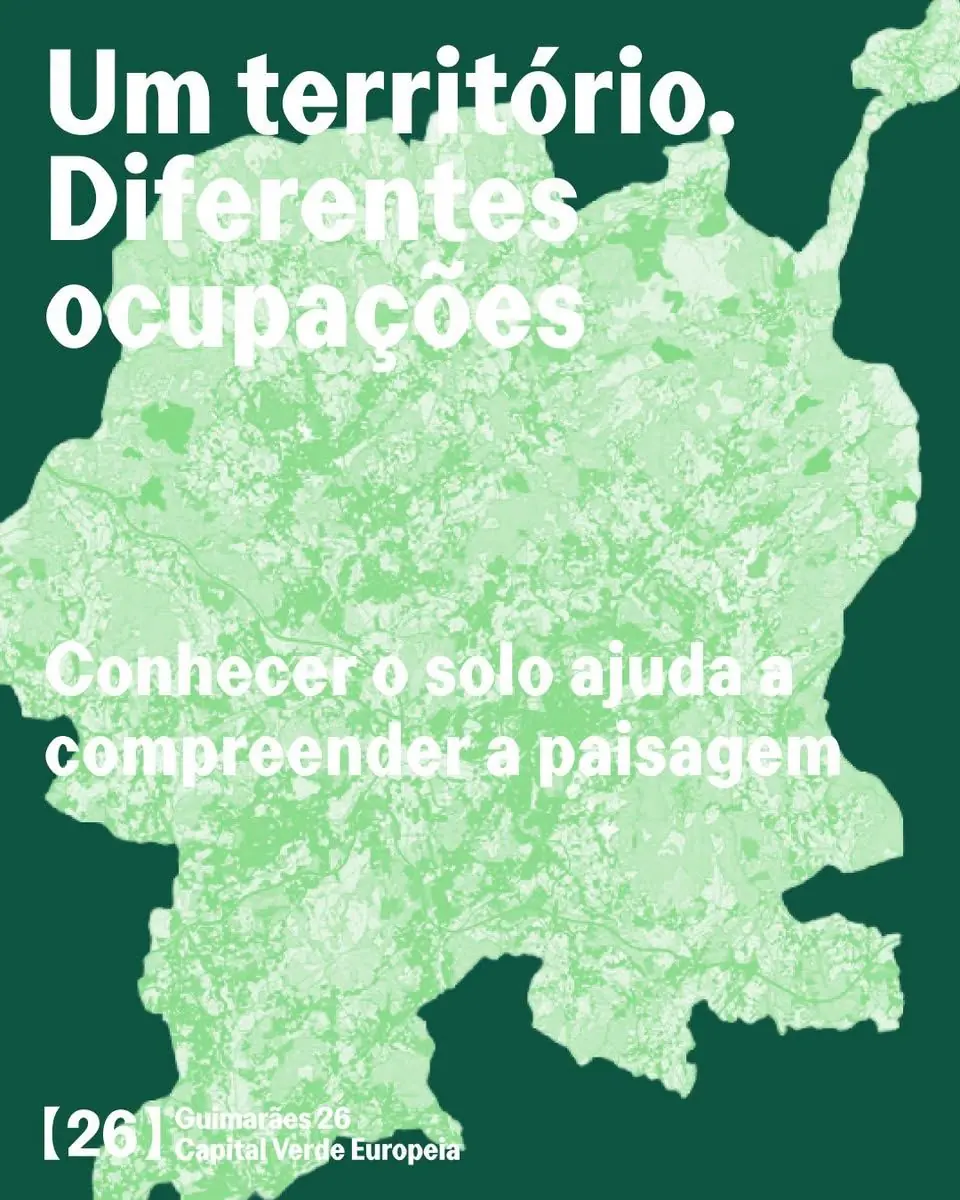 Um território.
Diferentes
ocupações
Conhecer o solo ajuda a
compreender a paisagem
[26] Guimarães 26
Capital Verde Europeia